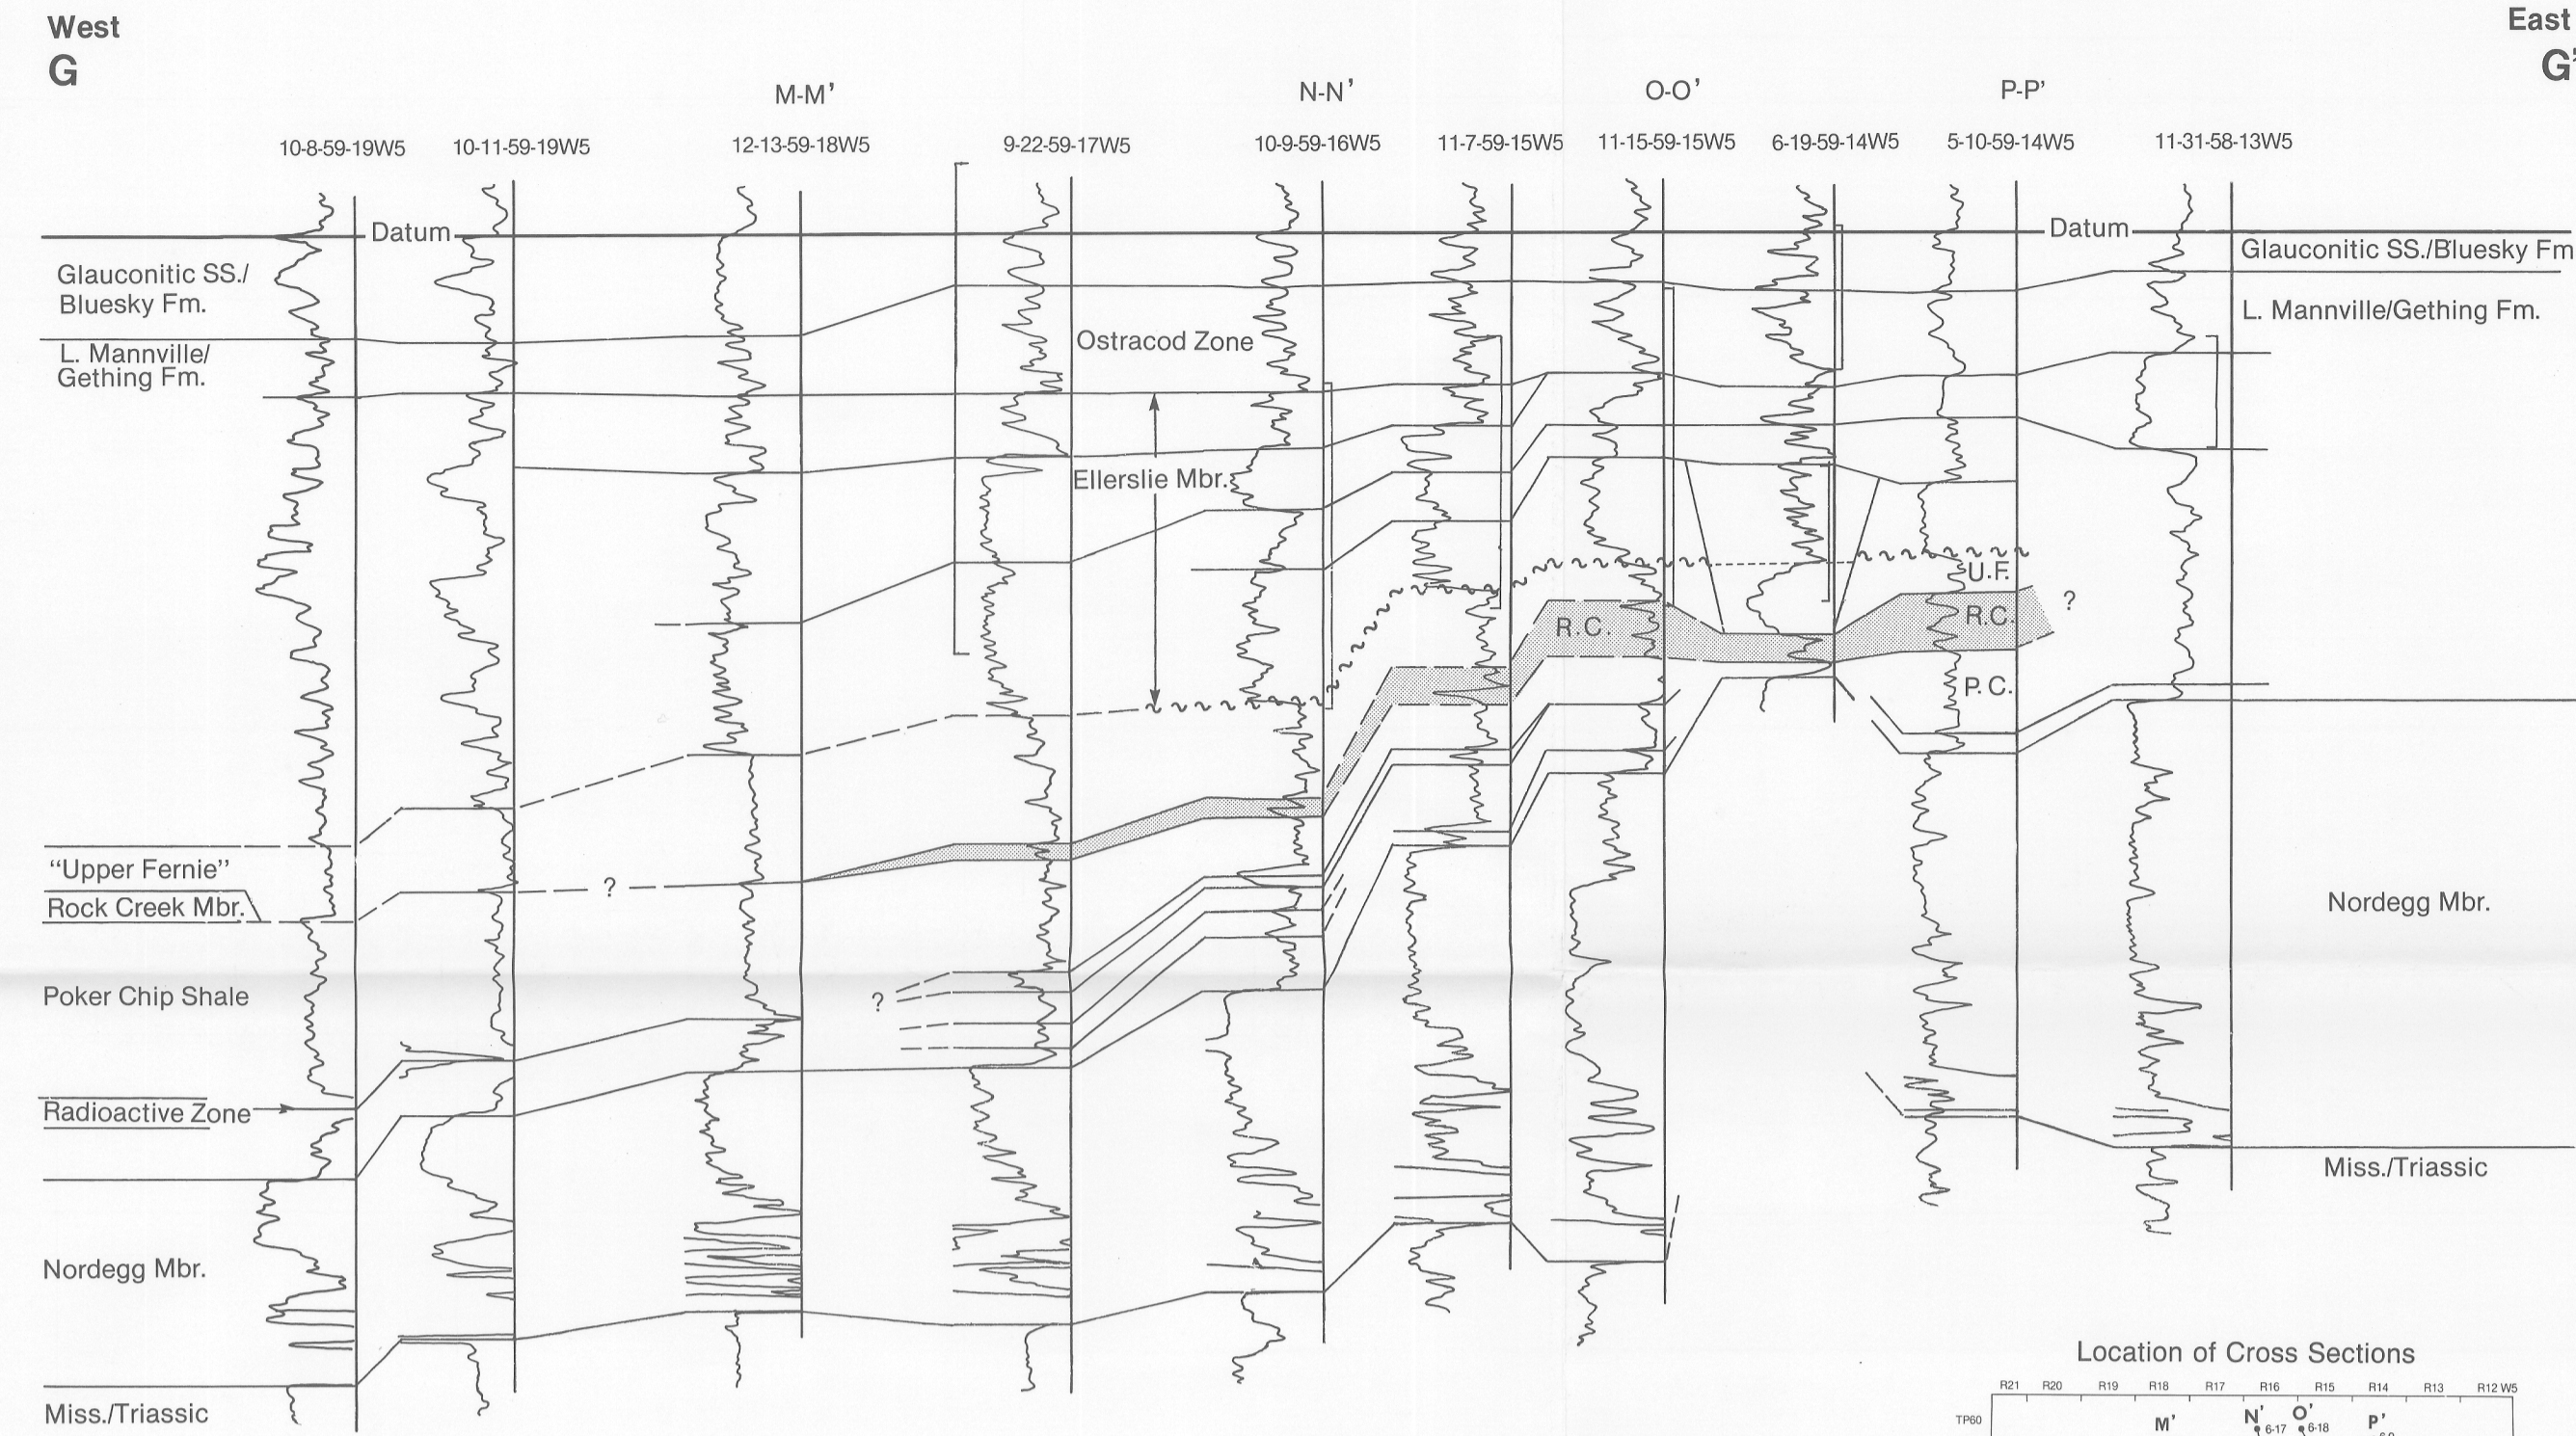 West
East
G
G'
M-M'
N-N'
O-O'
P-P'
10-8-59-19W5
10-11-59-19W5
12-13-59-18W5
9-22-59-17W5
10-9-59-16W5
11-7-59-15W5
11-15-59-15W5
6-19-59-14W5
5-10-59-14W5
11-31-58-13W5
Datum
Datum
Glauconitic SS./
Bluesky Fm.
Glauconitic SS./Bluesky Fm
L. Mannville/
Gething Fm.
L. Mannville/Gething Fm.
Ostracod Zone
Ellerslie Mbr.
U.F.
R.C.
R.C.
?
P.C.
"Upper Fernie"
Rock Creek Mbr.
?
Nordegg Mbr.
Poker Chip Shale
?
Radioactive Zone
Miss./Triassic
Nordegg Mbr.
Miss./Triassic
Location of Cross Sections
R21 R20 R19 R18 R17 R16 R15 R14 R13 R12 W5
TP60
M' N' O' P'
6-17 6-18